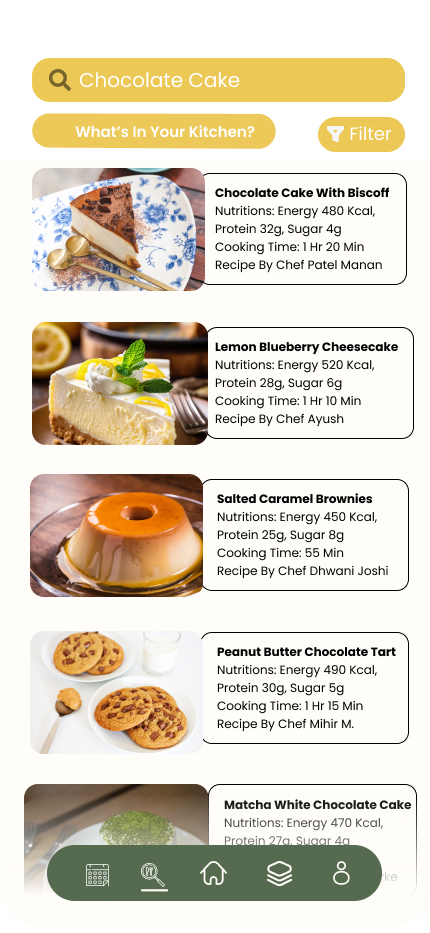 Chocolate Cake
What's In Your Kitchen?
Filter
Chocolate Cake With Biscoff
Nutritions: Energy 480 Kcal,
Protein 32g, Sugar 4g
Cooking Time: 1 Hr 20 Min
Recipe By Chef Patel Manan
Lemon Blueberry Cheesecake
Nutritions: Energy 520 Kcal,
Protein 28g, Sugar 6g
Cooking Time: 1 Hr 10 Min
Recipe By Chef Ayush
Salted Caramel Brownies
Nutritions: Energy 450 Kcal,
Protein 25g, Sugar 8g
Cooking Time: 55 Min
Recipe By Chef Dhwani Joshi
Peanut Butter Chocolate Tart
Nutritions: Energy 490 Kcal,
Protein 30g, Sugar 5g
Cooking Time: 1 Hr 15 Min
Recipe By Chef Mihir M.
Matcha White Chocolate Cake
Nutritions: Energy 470 Kcal,
Protein 27g, Sugar 4g